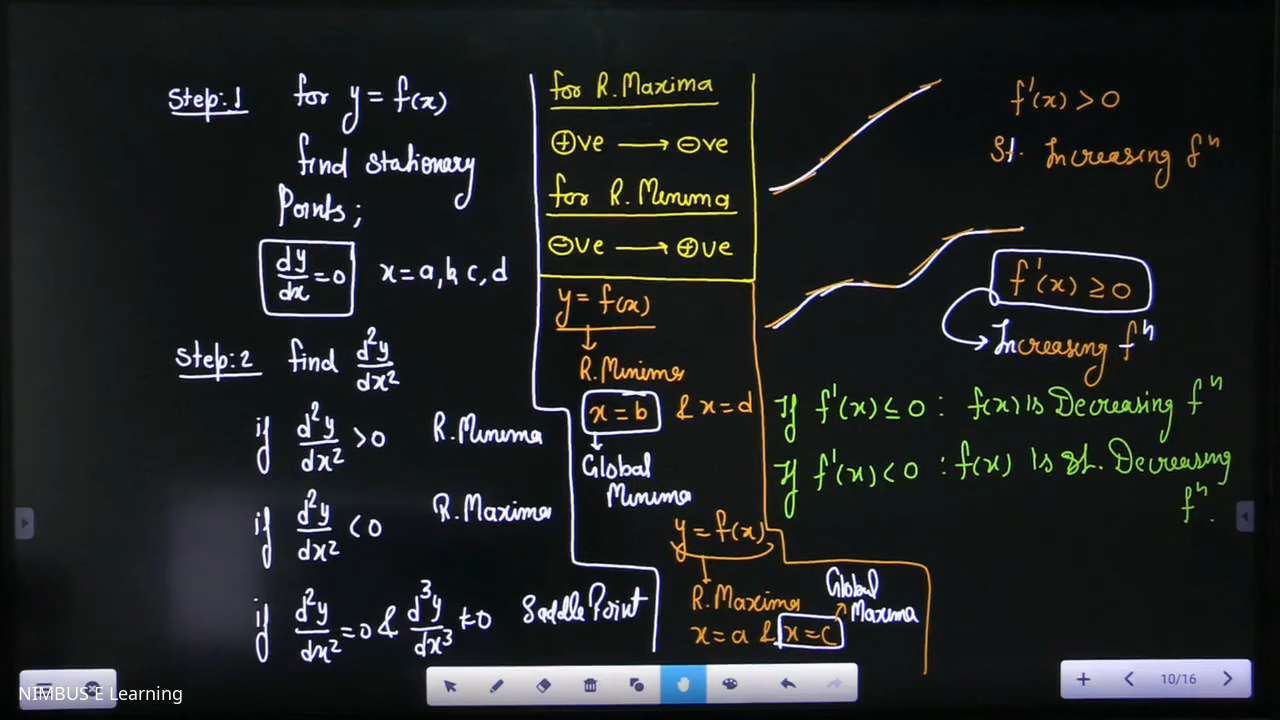 Step:1 for y = f(x)
find stationary
Points;
dy/dx = 0 x = a, b, c, d
Step:2 find d²y/dx²
if d²y/dx² > 0 R.Minima
if d²y/dx² < 0 R.Maxima
if d²y/dx² = 0 & d³y/dx³ ≠ 0 Saddle Point
for R.Maxima
⊕ve → ⊖ve
for R.Minima
⊖ve → ⊕ve
y = f(x)
R.Minima
x = b & x = d
Global
Minima
y = f(x)
R.Maxima
x = a & x = c
Global
Maxima
f'(x) > 0
St. Increasing fⁿ
f'(x) ≥ 0
Increasing fⁿ
If f'(x) ≤ 0 : f(x) is Decreasing fⁿ
If f'(x) < 0 : f(x) is St. Decreasing
fⁿ.
10/16
NIMBUS E Learning